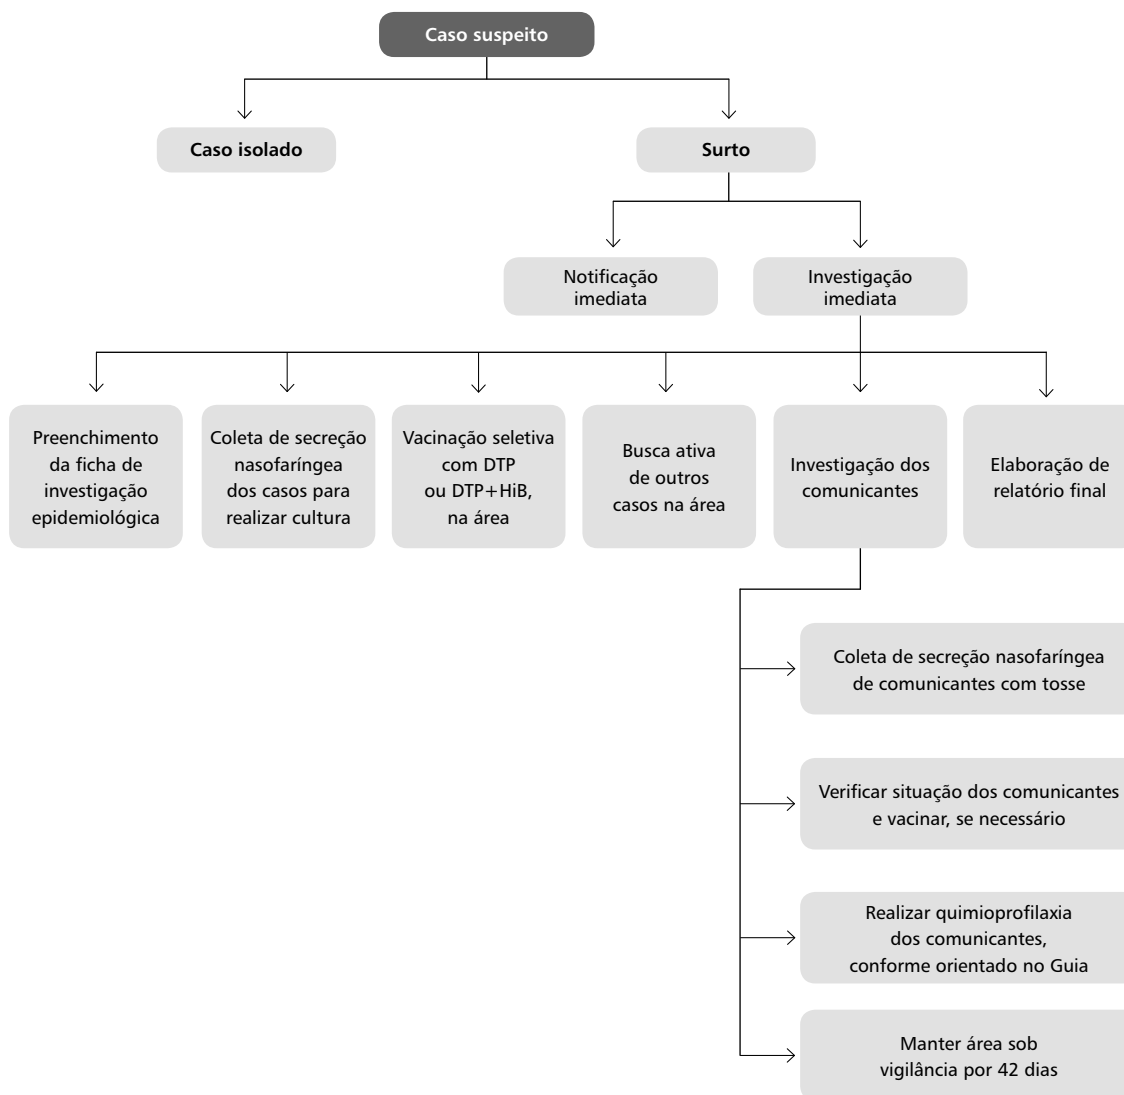 Caso suspeito
Caso isolado
Surto
Notificação
imediata
Investigação
imediata
Preenchimento
da ficha de
investigação
epidemiológica
Coleta de secreção
nasofaríngea
dos casos para
realizar cultura
Vacinação seletiva
com DTP
ou DTP+HiB,
na área
Busca ativa
de outros
casos na área
Investigação dos
comunicantes
Elaboração de
relatório final
Coleta de secreção nasofaríngea
de comunicantes com tosse
Verificar situação dos comunicantes
e vacinar, se necessário
Realizar quimioprofilaxia
dos comunicantes,
conforme orientado no Guia
Manter área sob
vigilância por 42 dias